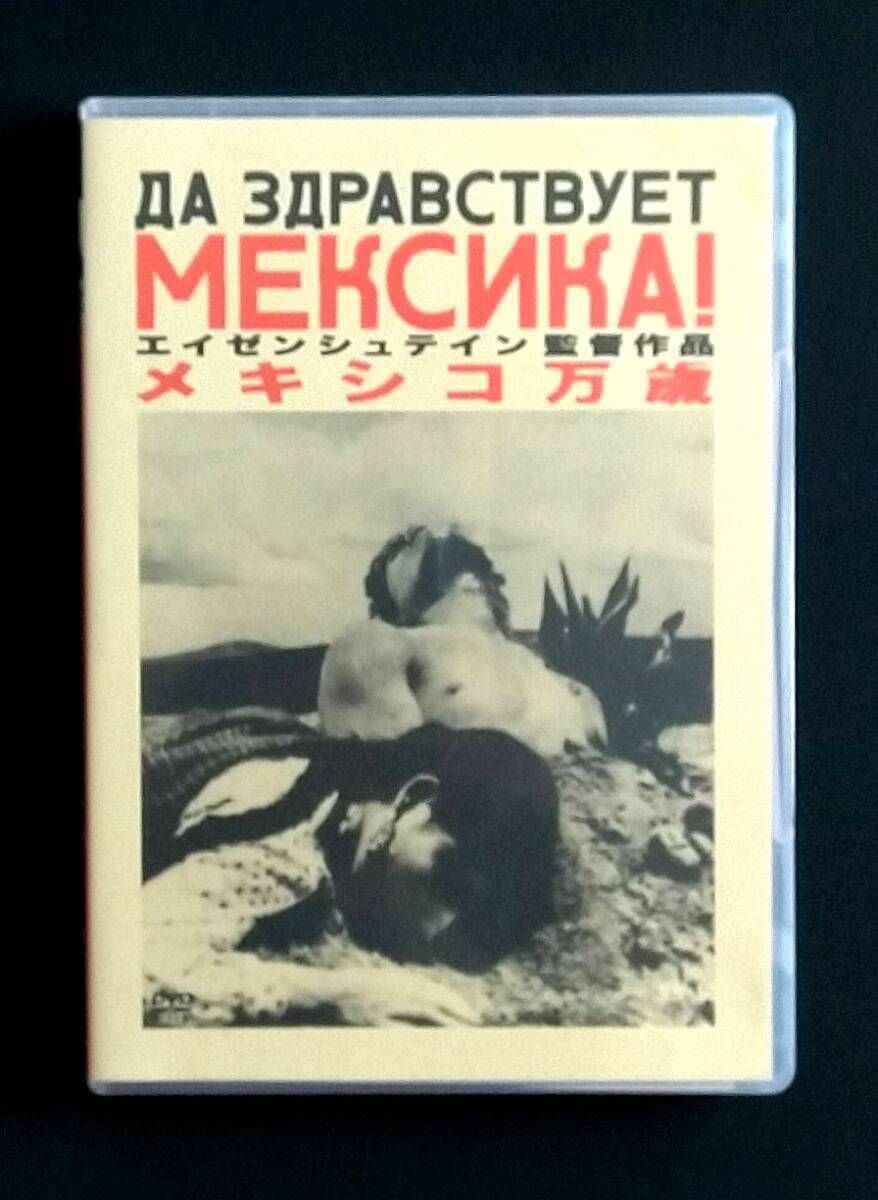 ДА ЗДРАВСТВУЕТ
МЕКСИКА!
エイゼンシュテイン監督作品
メキシコ万歳
DVD